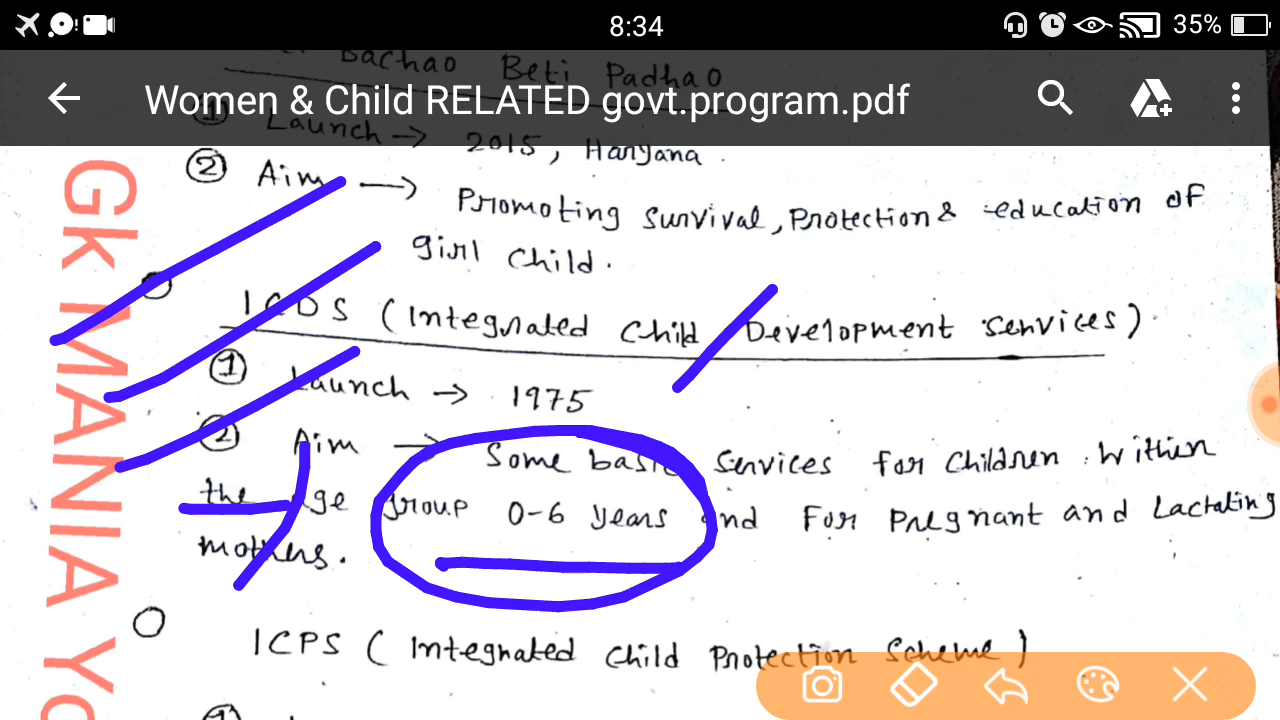 8:34
35%
Bachao Beti Padhao
Women & Child RELATED govt.program.pdf
① Launch → 2015, Haryana.
② Aim → Promoting survival, Protection & education of
girl child.
ICDS (Integrated Child Development Services)
① Launch → 1975
② Aim → Some basic services for children within
the age group 0-6 years and for Pregnant and Lactating
mothers.
ICPS (Integrated Child Protection Scheme)
GK MANIA